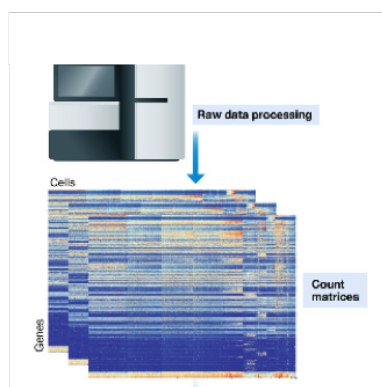 Raw data processing
Cells
Count
matrices
Genes